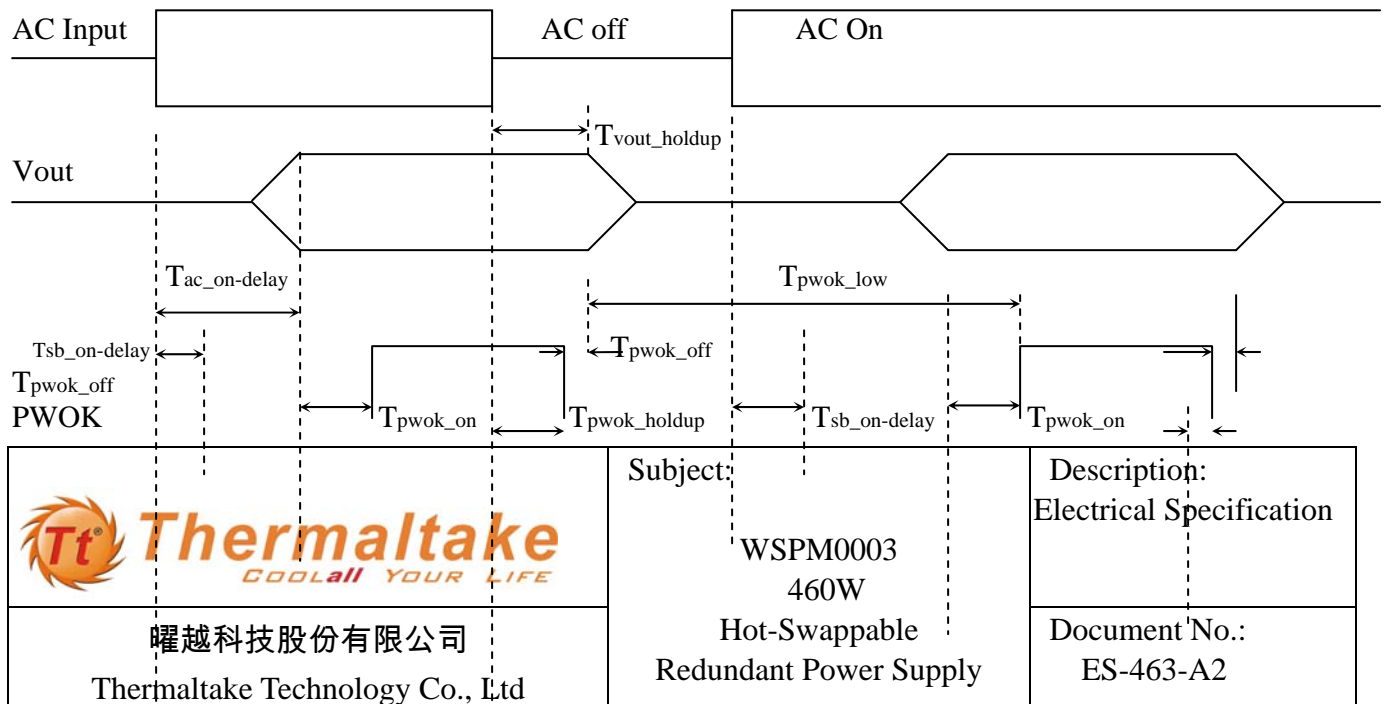 AC Input
AC off
AC On
Tvout_holdup
Vout
Tac_on-delay
Tpwok_low
Tsb_on-delay
Tpwok_off
Tpwok_off
PWOK
Tpwok_on
Tpwok_holdup
Tsb_on-delay
Tpwok_on
Tt®
Thermaltake
COOLall YOUR LIFE
曜越科技股份有限公司
Thermaltake Technology Co., Ltd
Subject:
WSPM0003
460W
Hot-Swappable
Redundant Power Supply
Description:
Electrical Specification
Document No.:
ES-463-A2